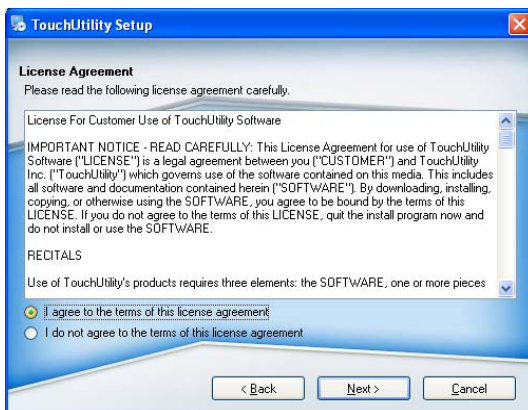 TouchUtility Setup
License Agreement
Please read the following license agreement carefully.
License For Customer Use of TouchUtility Software
IMPORTANT NOTICE - READ CAREFULLY: This License Agreement for use of TouchUtility
Software ("LICENSE") is a legal agreement between you ("CUSTOMER") and TouchUtility
Inc. ("TouchUtility") which governs use of the software contained on this media. This includes
all software and documentation contained herein ("SOFTWARE"). By downloading, installing,
copying, or otherwise using the SOFTWARE, you agree to be bound by the terms of this
LICENSE. If you do not agree to the terms of this LICENSE, quit the install program now and
do not install or use the SOFTWARE.
RECITALS
Use of TouchUtility's products requires three elements: the SOFTWARE, one or more pieces
I agree to the terms of this license agreement
I do not agree to the terms of this license agreement
< Back Next > Cancel